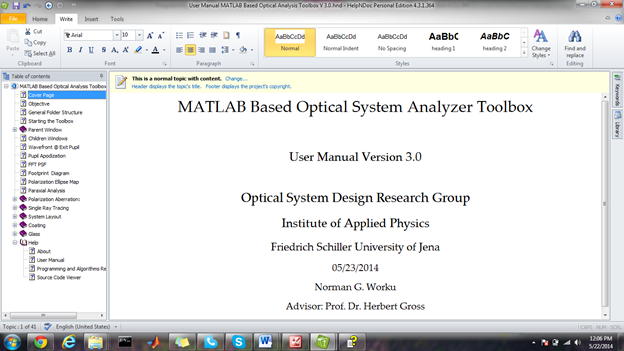 User Manual MATLAB Based Optical Analysis Toolbox V 3.0.hnd - HelpNDoc Personal Edition 4.3.1.364
File Home Write Insert Tools
Paste
Cut
Copy
Select All
Clipboard
Arial 10
Font
Paragraph
AaBbCcDd AaBbCcDd AaBbCcDd AaBbC AaBbC
Normal Normal Indent No Spacing heading 1 heading 2
Styles
Change Styles
Find and replace
Editing
Table of contents
MATLAB Based Optical Analysis Toolbox
Cover Page
Objective
General Folder Structure
Starting the Toolbox
Parent Window
Children Windows
Wavefront @ Exit Pupil
Pupil Apodization
FFT PSF
Footprint Diagram
Polarization Ellipse Map
Paraxial Analysis
Polarization Aberration:
Single Ray Tracing
System Layout
Coating
Glass
Help
About
User Manual
Programming and Algorithms Re
Source Code Viewer
This is a normal topic with content. Change...
Header displays the topic's title. Footer displays the project's copyright.
MATLAB Based Optical System Analyzer Toolbox
User Manual Version 3.0
Optical System Design Research Group
Institute of Applied Physics
Friedrich Schiller University of Jena
05/23/2014
Norman G. Worku
Advisor: Prof. Dr. Herbert Gross
Keywords
Library
Topic : 1 of 41 English (United States)
CAPS NUM SCRL
12:06 PM
5/22/2014